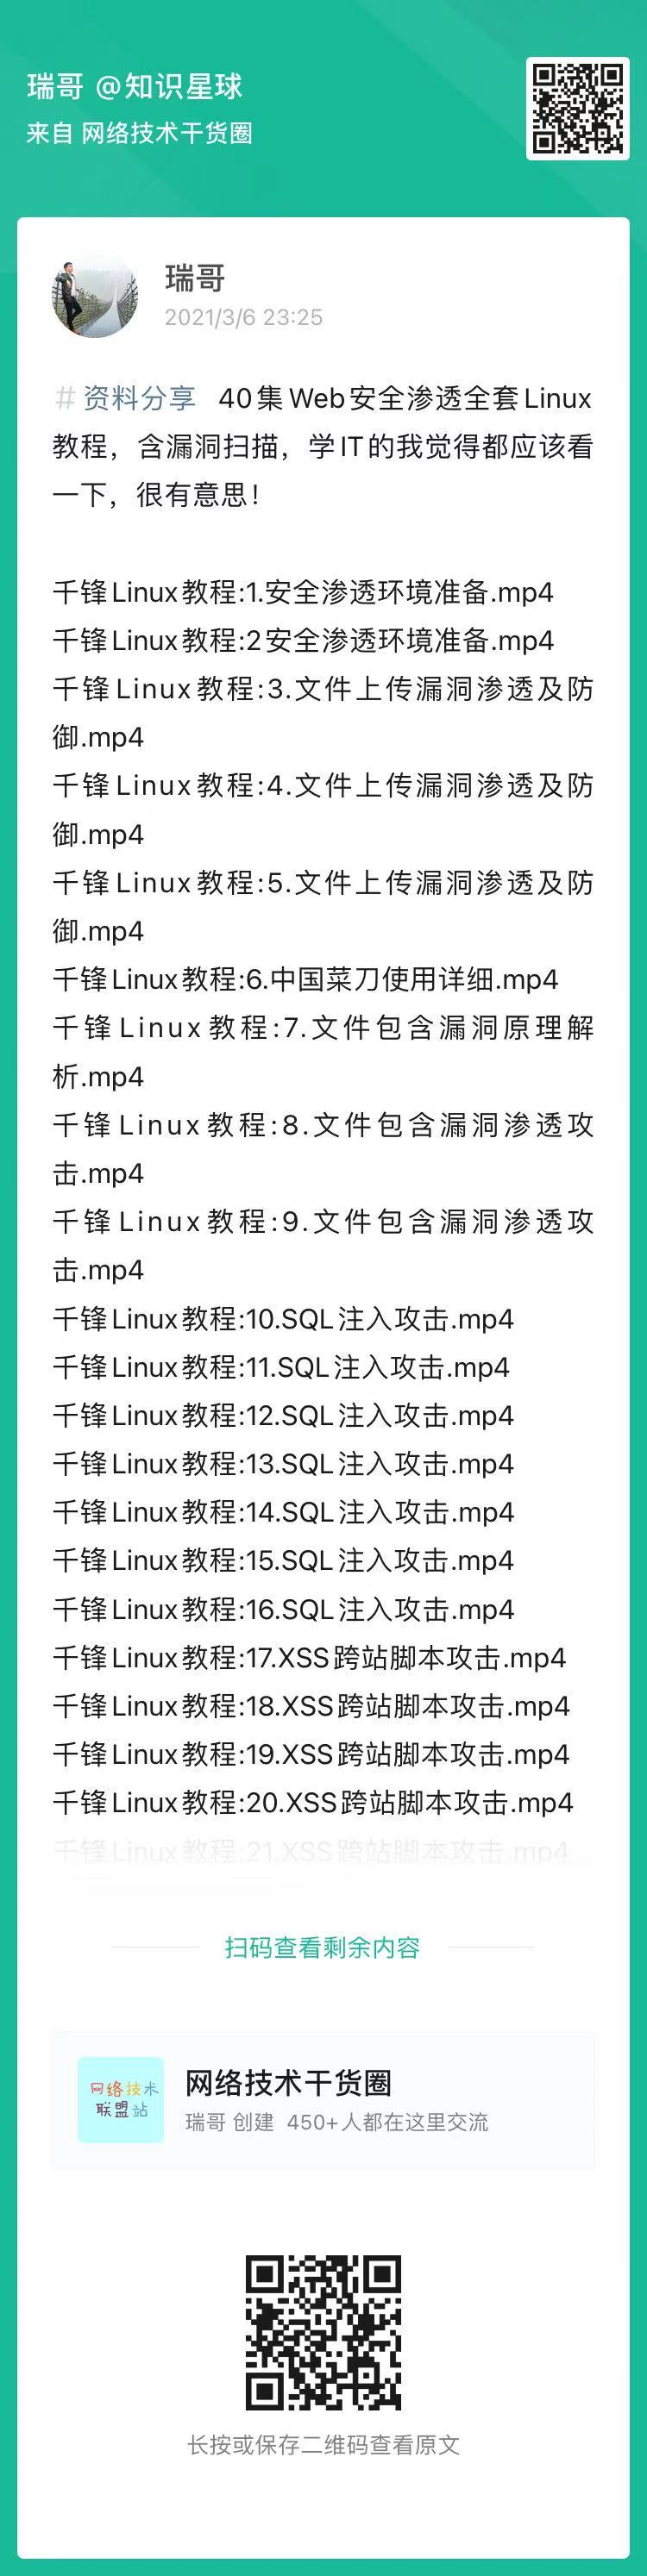 瑞哥 @知识星球
来自 网络技术干货圈
瑞哥
2021/3/6 23:25
#资料分享 40集Web安全渗透全套Linux
教程，含漏洞扫描，学IT的我觉得都应该看
一下，很有意思！
千锋Linux教程:1.安全渗透环境准备.mp4
千锋Linux教程:2安全渗透环境准备.mp4
千锋Linux教程:3.文件上传漏洞渗透及防
御.mp4
千锋Linux教程:4.文件上传漏洞渗透及防
御.mp4
千锋Linux教程:5.文件上传漏洞渗透及防
御.mp4
千锋Linux教程:6.中国菜刀使用详细.mp4
千锋Linux教程:7.文件包含漏洞原理解
析.mp4
千锋Linux教程:8.文件包含漏洞渗透攻
击.mp4
千锋Linux教程:9.文件包含漏洞渗透攻
击.mp4
千锋Linux教程:10.SQL注入攻击.mp4
千锋Linux教程:11.SQL注入攻击.mp4
千锋Linux教程:12.SQL注入攻击.mp4
千锋Linux教程:13.SQL注入攻击.mp4
千锋Linux教程:14.SQL注入攻击.mp4
千锋Linux教程:15.SQL注入攻击.mp4
千锋Linux教程:16.SQL注入攻击.mp4
千锋Linux教程:17.XSS跨站脚本攻击.mp4
千锋Linux教程:18.XSS跨站脚本攻击.mp4
千锋Linux教程:19.XSS跨站脚本攻击.mp4
千锋Linux教程:20.XSS跨站脚本攻击.mp4
千锋Linux教程:21.XSS跨站脚本攻击.mp4
扫码查看剩余内容
网络技术
联盟站
网络技术干货圈
瑞哥 创建 450+人都在这里交流
长按或保存二维码查看原文